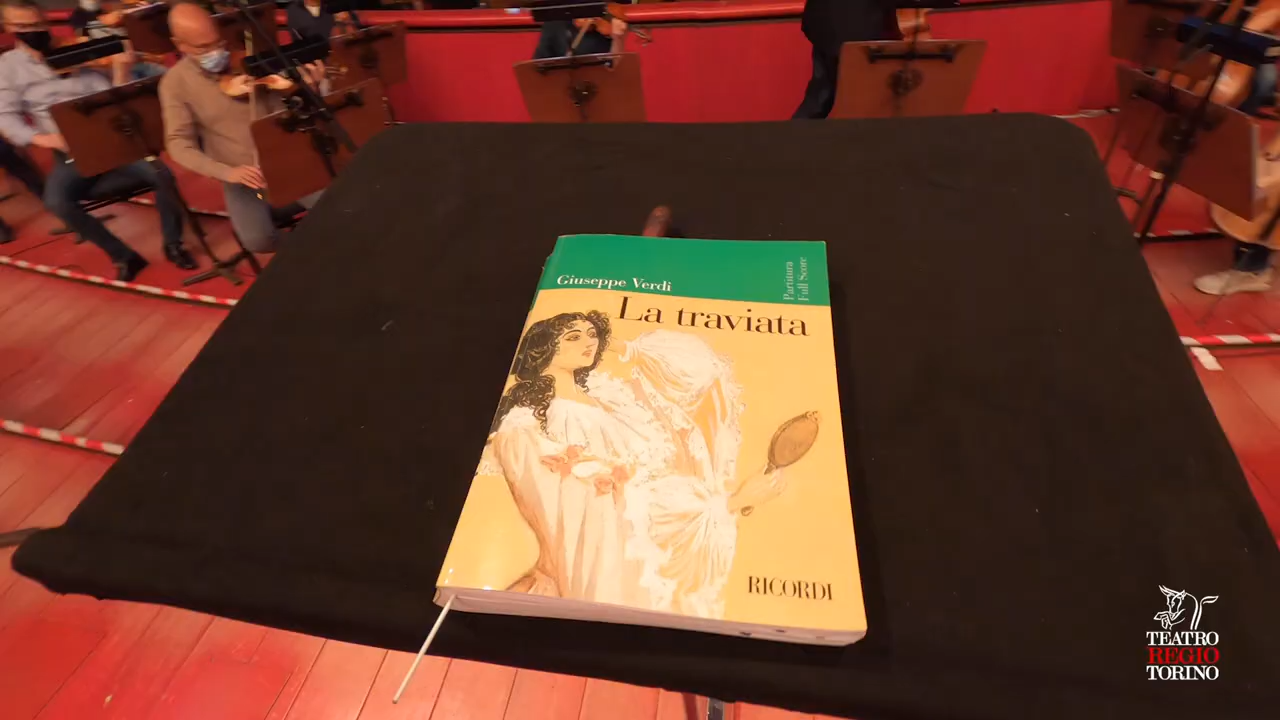 Giuseppe Verdi
Partitura
Full Score
La traviata
RICORDI
TEATRO
REGIO
TORINO